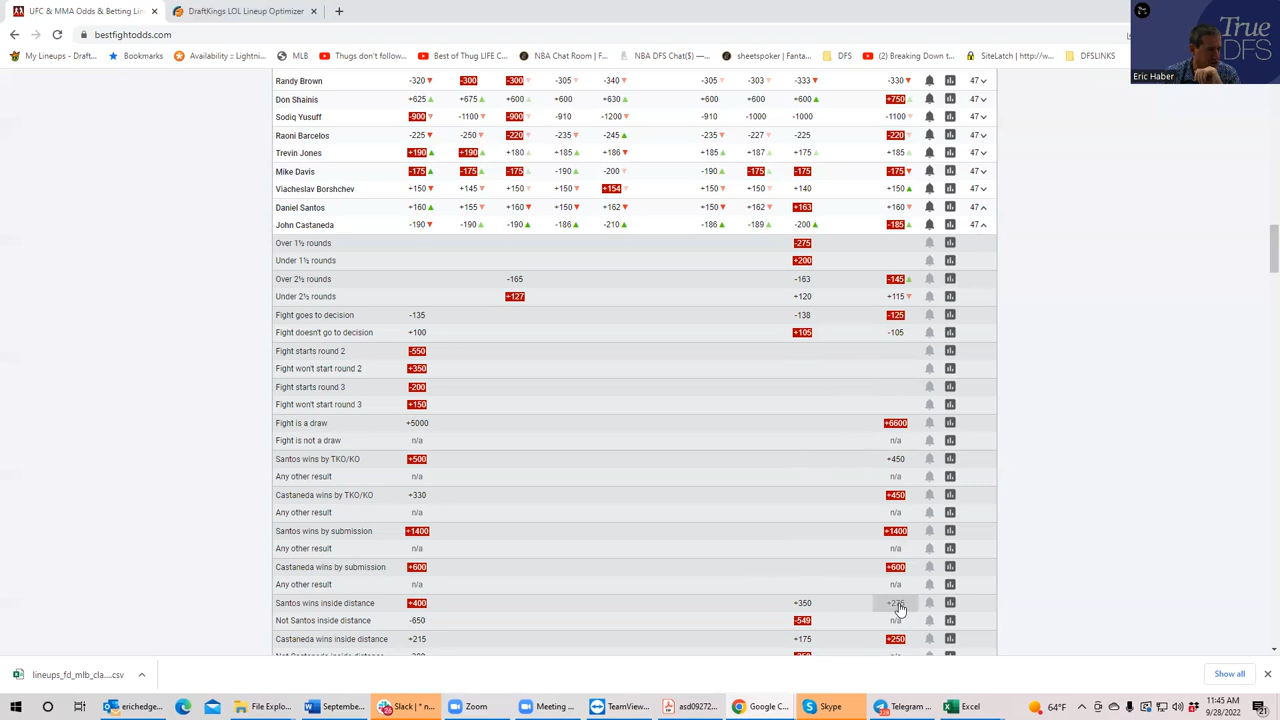 UFC & MMA Odds & Betting Lin × DraftKings LOL Lineup Optimizer × +
bestfightodds.com
My Lineups - Draft... Bookmarks Availability :: Lightni... MLB Thugs don't follow... Best of Thug LIFE C... NBA Chat Room | F... NBA DFS Chat($) - ... sheetspoker | Fanta... DFS (2) Breaking Down t... SiteLatch | http://w... DFSLINKS
True
DFS
Eric Haber
Randy Brown -320▼ -300 -300▼ -305▼ -340▼ -305▼ -303▼ -333▼ -330▼ 47
Don Shainis +625▲ +675▲ +600▲ +600 +630▲ +600 +600 +600▲ +750▲ 47
Sodiq Yusuff -900▼ -1100▼ -900▼ -910 -1200▼ -910 -1000 -1000 -1100▼ 47
Raoni Barcelos -225▼ -250▼ -220▼ -235▼ -245▲ -235▼ -227▼ -225 -220▼ 47
Trevin Jones +190▲ +190▲ +180▲ +185▲ +186▼ +185▲ +187▲ +175▲ +185▲ 47
Mike Davis -175▲ -175▲ -175▲ -190▲ -200▼ -190▲ -175▲ -175 -175▼ 47
Viacheslav Borshchev +150▼ +145▼ +150▼ +150▼ +154▼ +150▼ +150▼ +140 +150▲ 47
Daniel Santos +160▲ +155▼ +160▼ +150▼ +162▼ +150▼ +162▼ +163 +160▼ 47
John Castaneda -190▼ -190▲ -190▲ -186▲ -210▲ -186▲ -189▲ -200▲ -185▲ 47
Over 1½ rounds -275
Under 1½ rounds +200
Over 2½ rounds -165 -163 -145▲
Under 2½ rounds +127 +120 +115▼
Fight goes to decision -135 -138 -125
Fight doesn't go to decision +100 +105 -105
Fight starts round 2 -550
Fight won't start round 2 +350
Fight starts round 3 -200
Fight won't start round 3 +150
Fight is a draw +5000 +6600
Fight is not a draw n/a n/a
Santos wins by TKO/KO +500 +450
Any other result n/a n/a
Castaneda wins by TKO/KO +330 +450
Any other result n/a n/a
Santos wins by submission +1400 +1400
Any other result n/a n/a
Castaneda wins by submission +600 +600
Any other result n/a n/a
Santos wins inside distance +400 +350
Not Santos inside distance -650 -549 n/a
Castaneda wins inside distance +215 +175 +250
lineups_fd_mlb_cla....csv Show all
erichedge... File Explo... Septembe... Slack | * n... Zoom Meeting ... TeamView... asd09272... Google C... Skype Telegram ... Excel 64°F 11:45 AM
9/28/2022 21